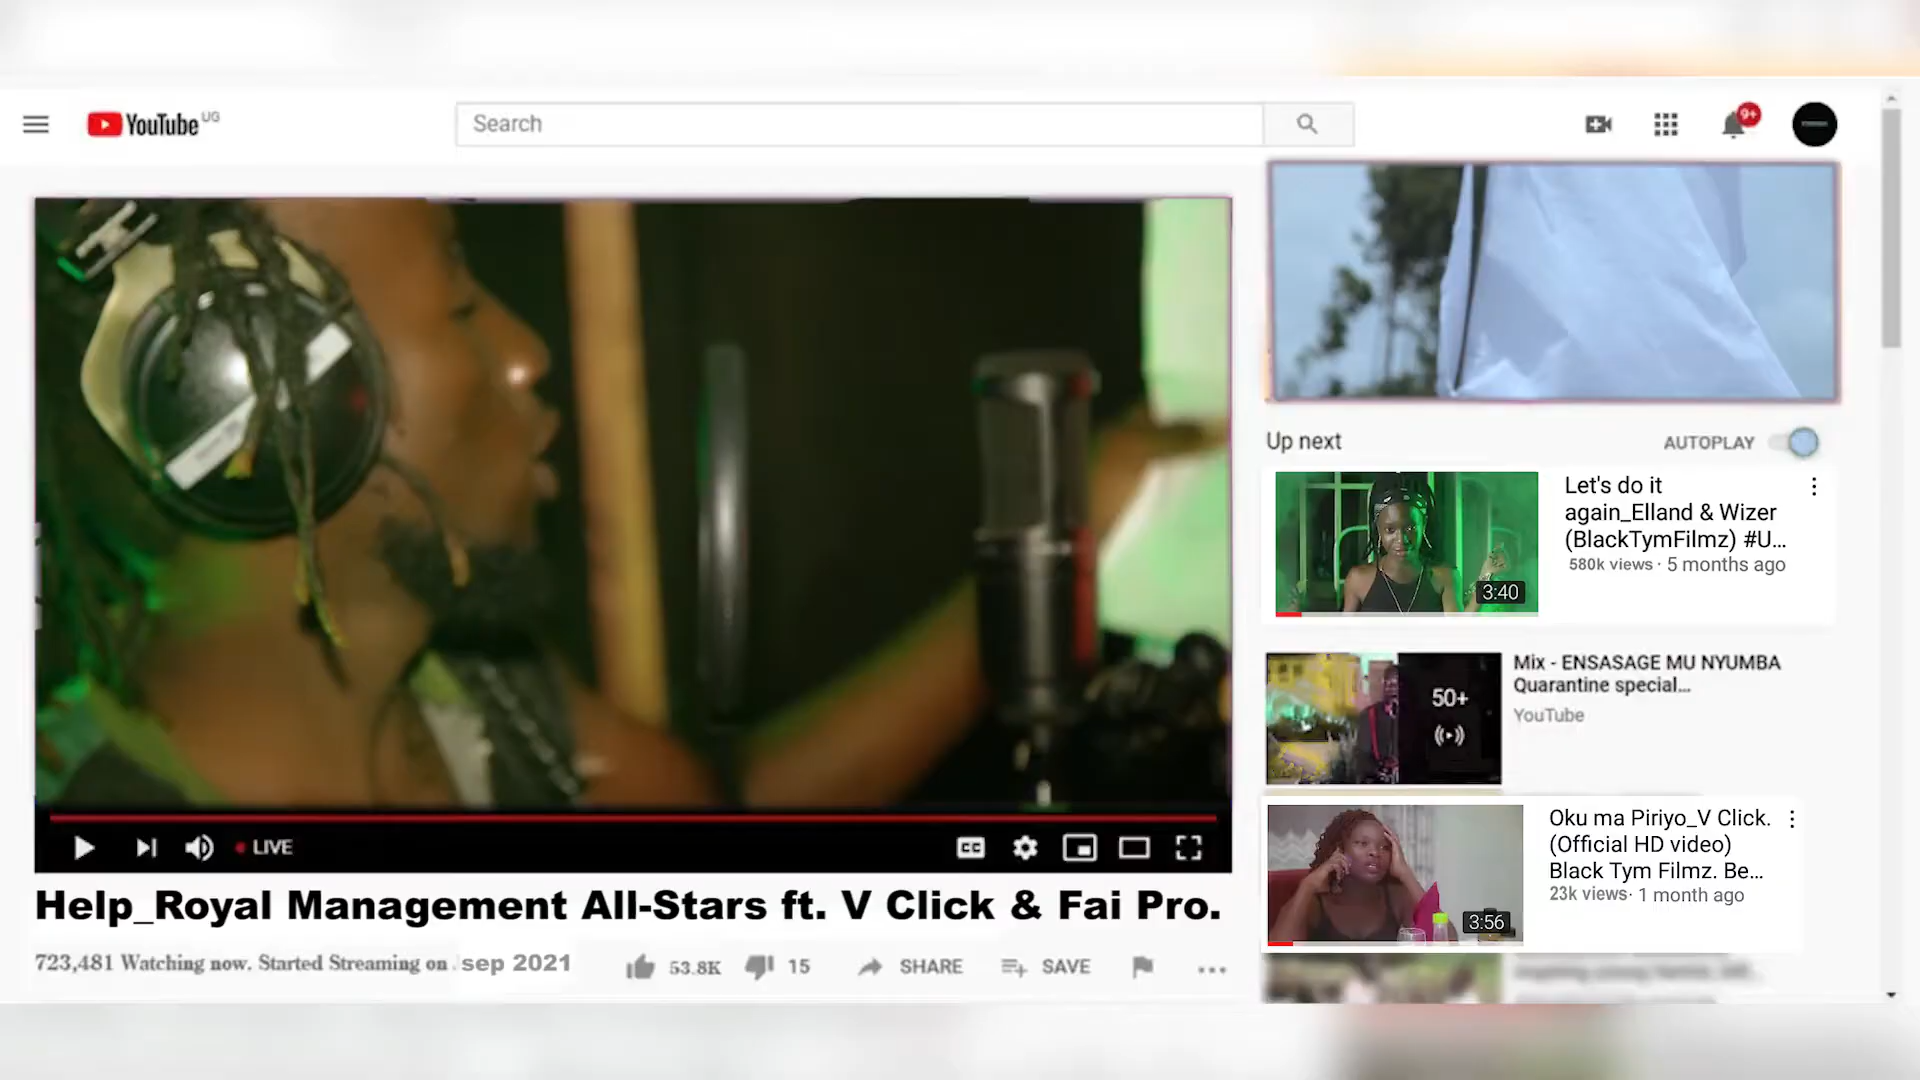 YouTube UG
Search
9+
LIVE
CC
Help_Royal Management All-Stars ft. V Click & Fai Pro.
723,481 Watching now. Started Streaming on sep 2021
53.8K
15
SHARE
SAVE
Up next
AUTOPLAY
Let's do it
again_Elland & Wizer
(BlackTymFilmz) #U...
580k views · 5 months ago
3:40
Mix - ENSASAGE MU NYUMBA
Quarantine special...
YouTube
50+
Oku ma Piriyo_V Click.
(Official HD video)
Black Tym Filmz. Be...
23k views· 1 month ago
3:56